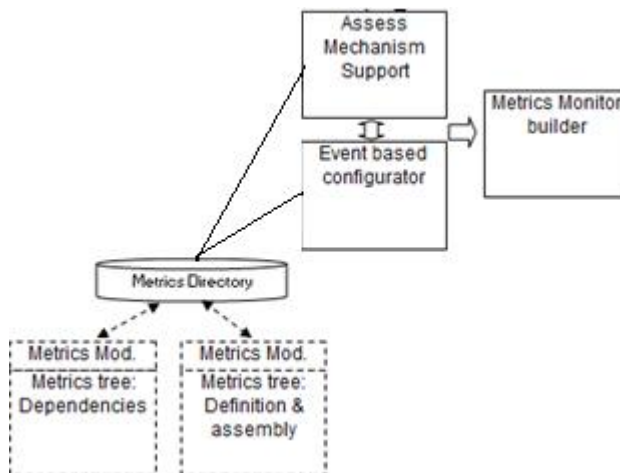 Assess
Mechanism
Support
Metrics Monitor
builder
Event based
configurator
Metrics Directory
Metrics Mod.
Metrics tree:
Dependencies
Metrics Mod.
Metrics tree:
Definition &
assembly